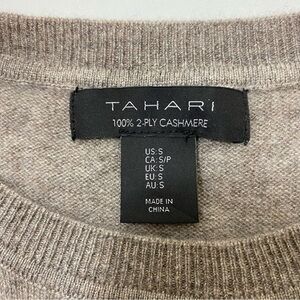 TAHARI
100% 2-PLY CASHMERE
US:S
CA:S/P
UK:S
EU:S
AU:S
MADE IN
CHINA